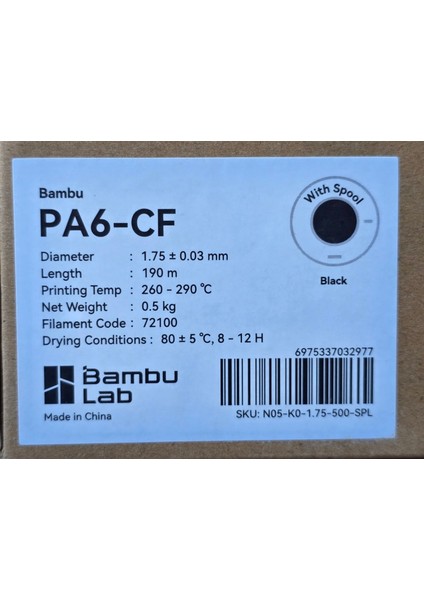 Bambu
PA6-CF
With Spool
Black
Diameter : 1.75 ± 0.03 mm
Length : 190 m
Printing Temp : 260 - 290 ℃
Net Weight : 0.5 kg
Filament Code : 72100
Drying Conditions : 80 ± 5 ℃, 8 - 12 H
Bambu
Lab
Made in China
6975337032977
SKU: N05-K0-1.75-500-SPL